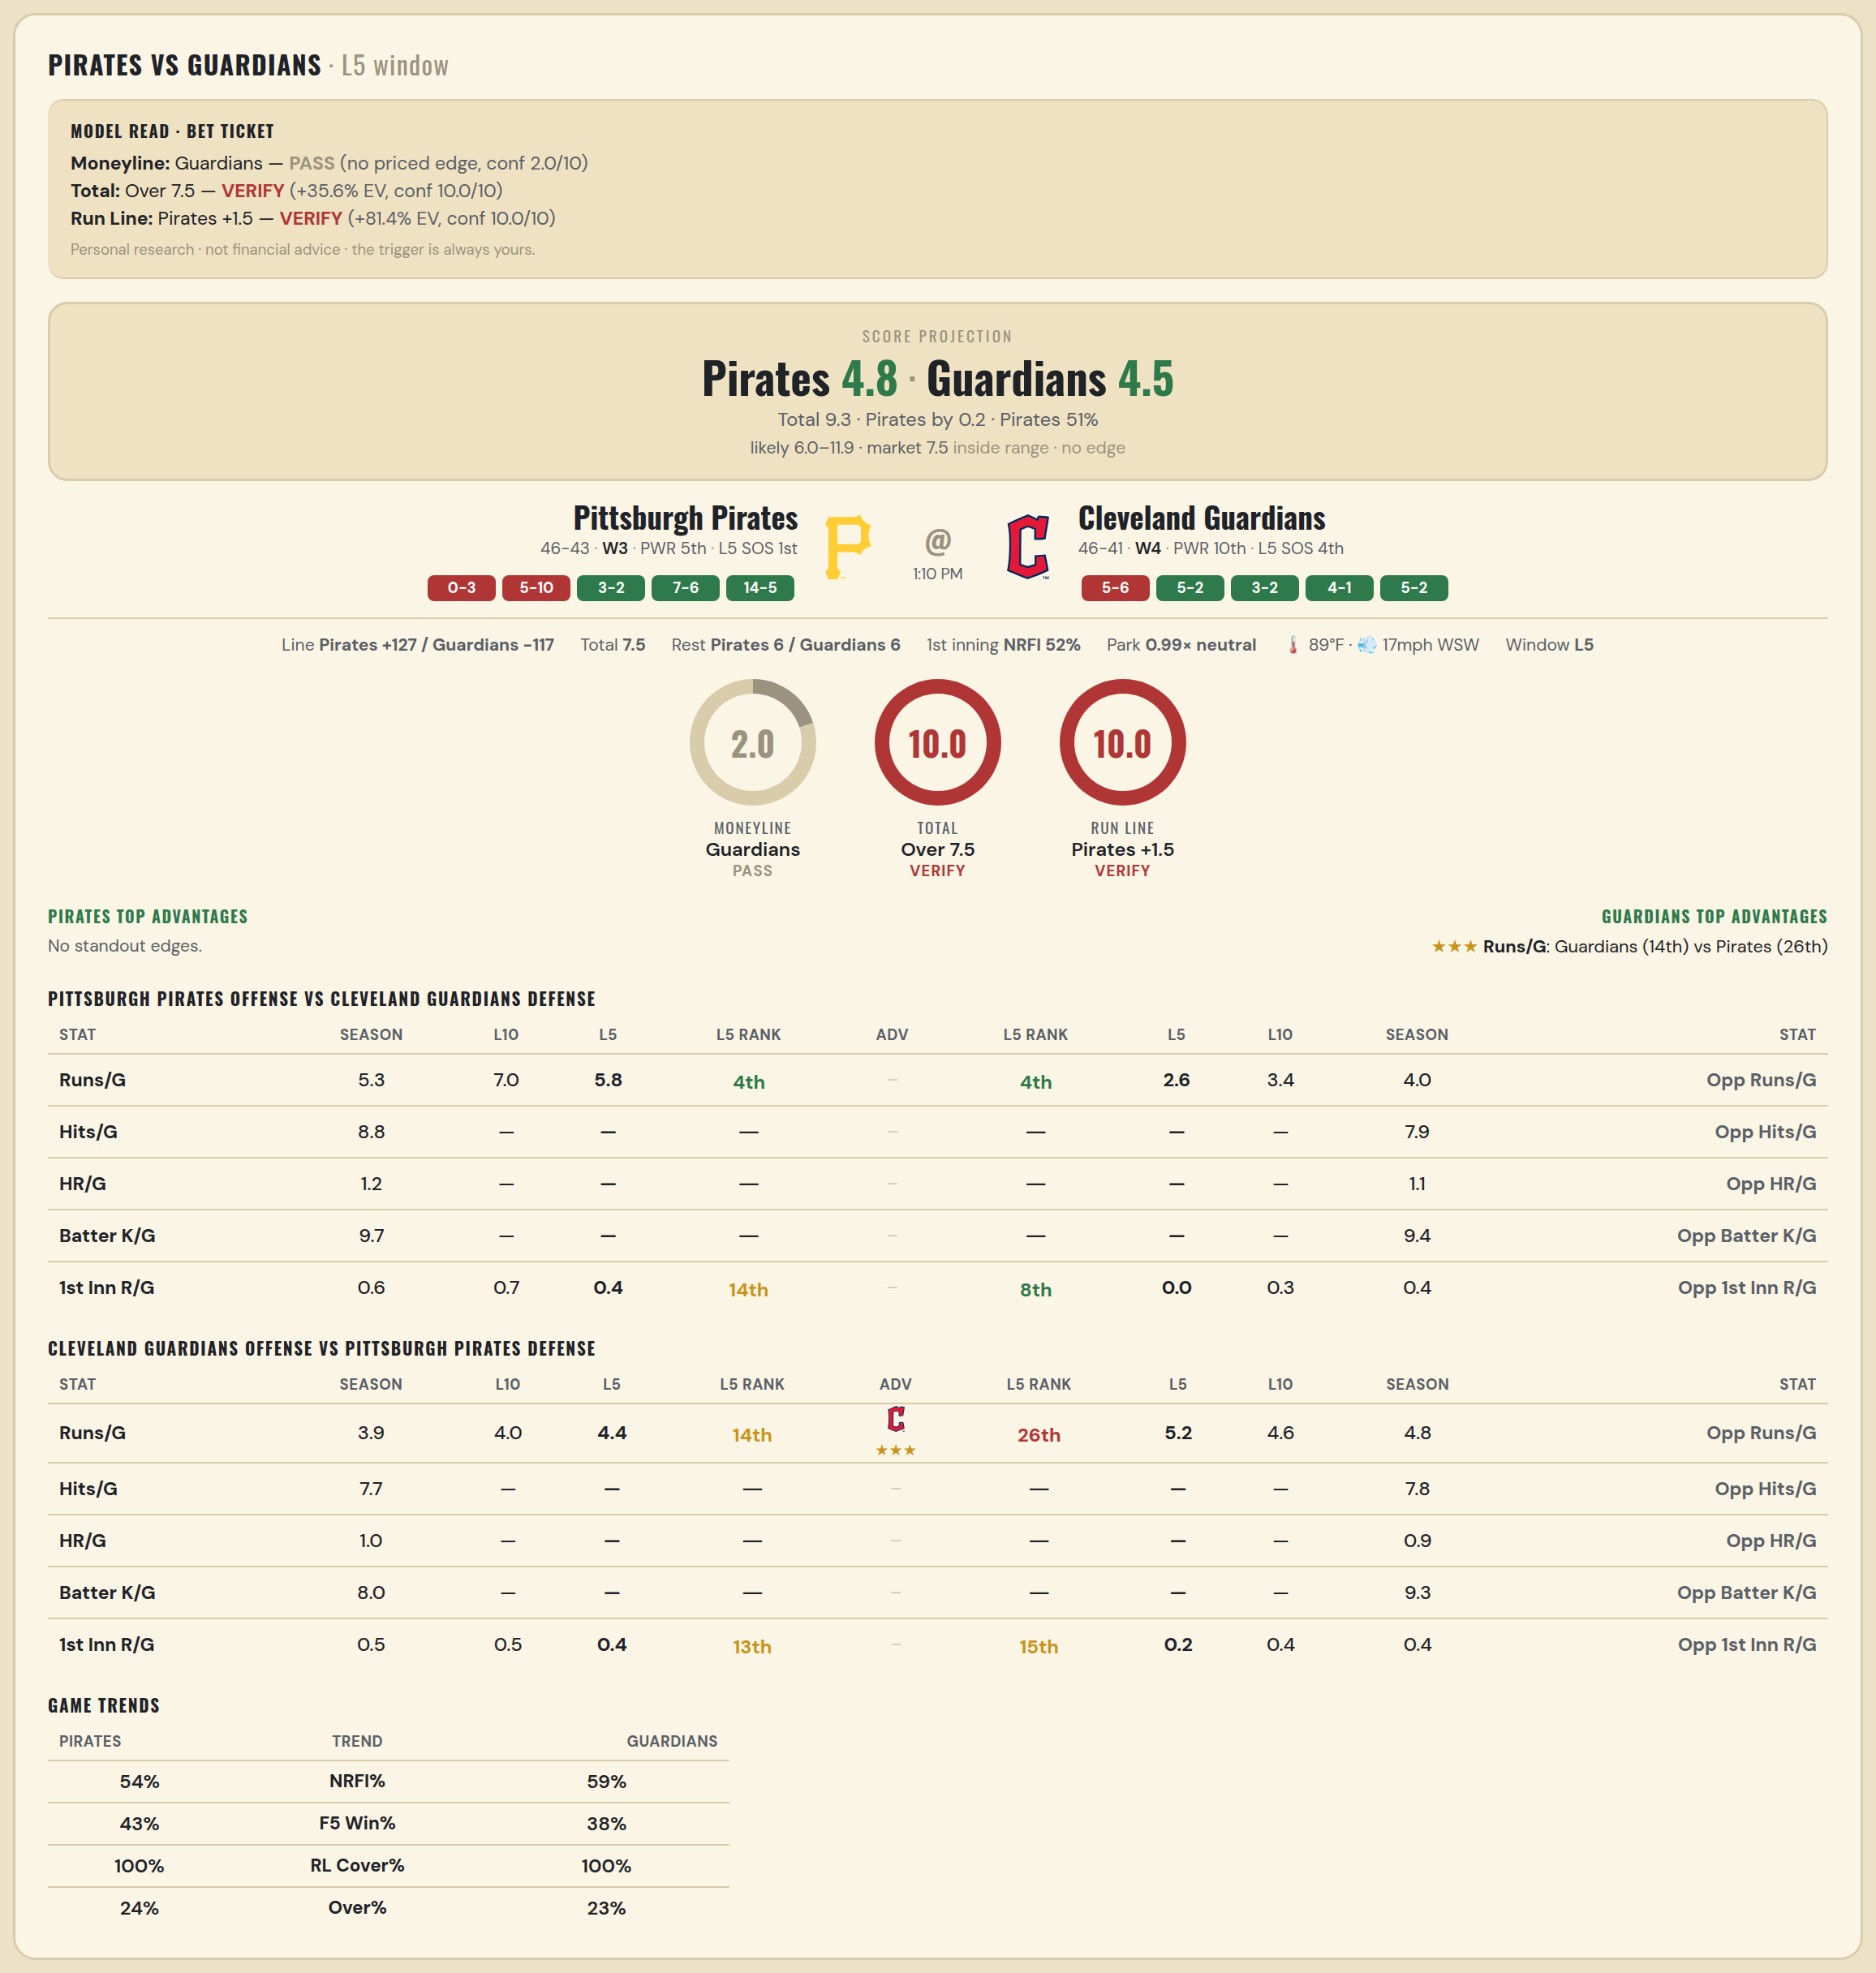 PIRATES VS GUARDIANS · L5 window
MODEL READ · BET TICKET
Moneyline: Guardians — PASS (no priced edge, conf 2.0/10)
Total: Over 7.5 — VERIFY (+35.6% EV, conf 10.0/10)
Run Line: Pirates +1.5 — VERIFY (+81.4% EV, conf 10.0/10)
Personal research · not financial advice · the trigger is always yours.
SCORE PROJECTION
Pirates 4.8 · Guardians 4.5
Total 9.3 · Pirates by 0.2 · Pirates 51%
likely 6.0–11.9 · market 7.5 inside range · no edge
Pittsburgh Pirates @ Cleveland Guardians
46-43 · W3 · PWR 5th · L5 SOS 1st 1:10 PM 46-41 · W4 · PWR 10th · L5 SOS 4th
0-3 5-10 3-2 7-6 14-5 5-6 5-2 3-2 4-1 5-2
Line Pirates +127 / Guardians -117 Total 7.5 Rest Pirates 6 / Guardians 6 1st inning NRFI 52% Park 0.99× neutral 🌡️ 89°F · 💨 17mph WSW Window L5
2.0 10.0 10.0
MONEYLINE TOTAL RUN LINE
Guardians Over 7.5 Pirates +1.5
PASS VERIFY VERIFY
PIRATES TOP ADVANTAGES GUARDIANS TOP ADVANTAGES
No standout edges. ★★★ Runs/G: Guardians (14th) vs Pirates (26th)
PITTSBURGH PIRATES OFFENSE VS CLEVELAND GUARDIANS DEFENSE
STAT SEASON L10 L5 L5 RANK ADV L5 RANK L5 L10 SEASON STAT
Runs/G 5.3 7.0 5.8 4th – 4th 2.6 3.4 4.0 Opp Runs/G
Hits/G 8.8 — — — – — — — 7.9 Opp Hits/G
HR/G 1.2 — — — – — — — 1.1 Opp HR/G
Batter K/G 9.7 — — — – — — — 9.4 Opp Batter K/G
1st Inn R/G 0.6 0.7 0.4 14th – 8th 0.0 0.3 0.4 Opp 1st Inn R/G
CLEVELAND GUARDIANS OFFENSE VS PITTSBURGH PIRATES DEFENSE
STAT SEASON L10 L5 L5 RANK ADV L5 RANK L5 L10 SEASON STAT
Runs/G 3.9 4.0 4.4 14th ★★★ 26th 5.2 4.6 4.8 Opp Runs/G
Hits/G 7.7 — — — – — — — 7.8 Opp Hits/G
HR/G 1.0 — — — – — — — 0.9 Opp HR/G
Batter K/G 8.0 — — — – — — — 9.3 Opp Batter K/G
1st Inn R/G 0.5 0.5 0.4 13th – 15th 0.2 0.4 0.4 Opp 1st Inn R/G
GAME TRENDS
PIRATES TREND GUARDIANS
54% NRFI% 59%
43% F5 Win% 38%
100% RL Cover% 100%
24% Over% 23%